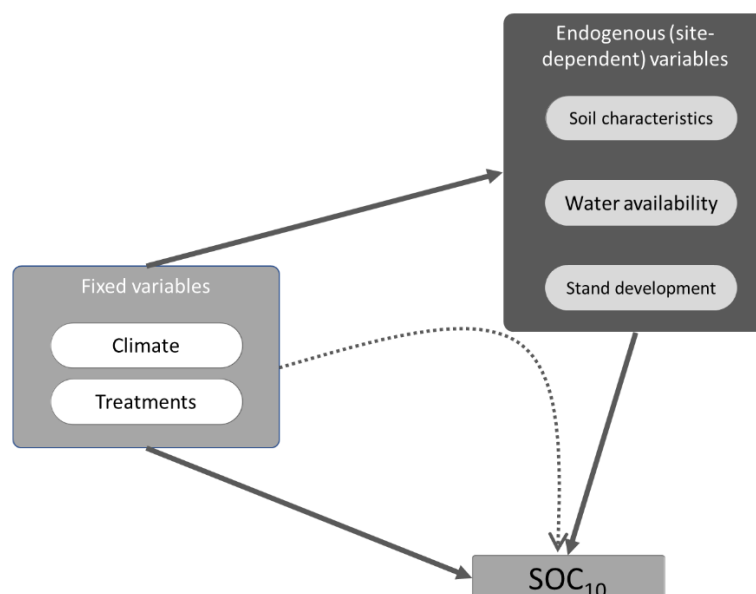 Endogenous (site-
dependent) variables
Soil characteristics
Water availability
Stand development
Fixed variables
Climate
Treatments
SOC₁₀